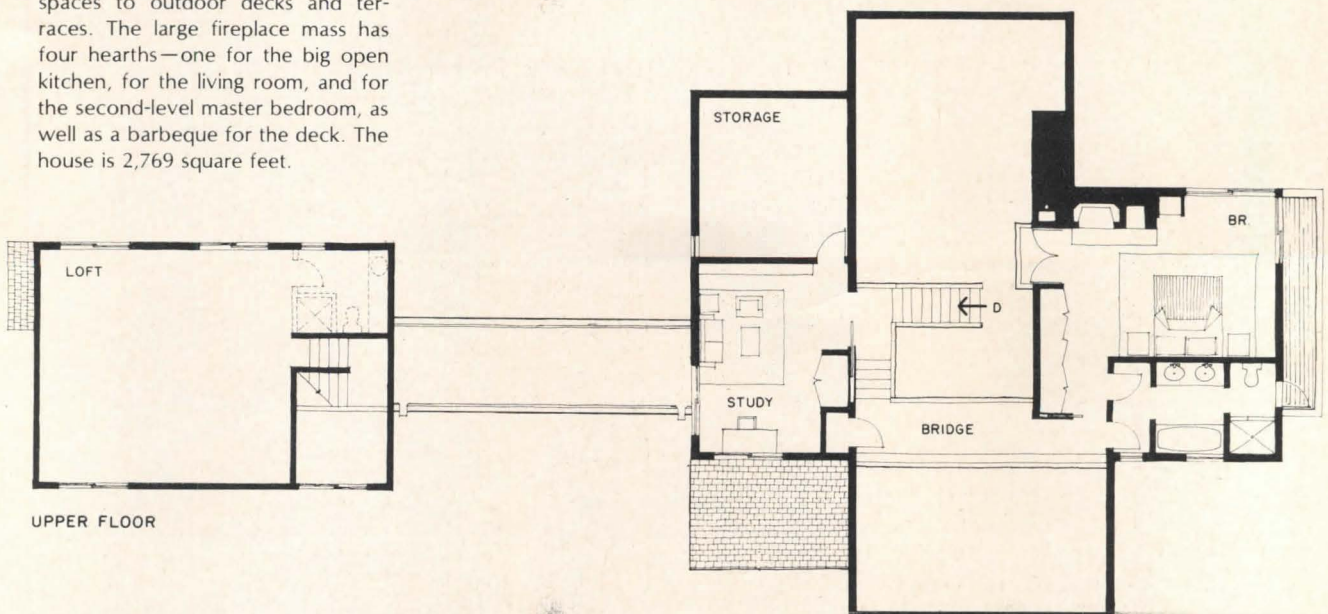 spaces to outdoor decks and ter-
races. The large fireplace mass has
four hearths—one for the big open
kitchen, for the living room, and for
the second-level master bedroom, as
well as a barbeque for the deck. The
house is 2,769 square feet.
STORAGE
BR.
LOFT
D
STUDY
BRIDGE
UPPER FLOOR